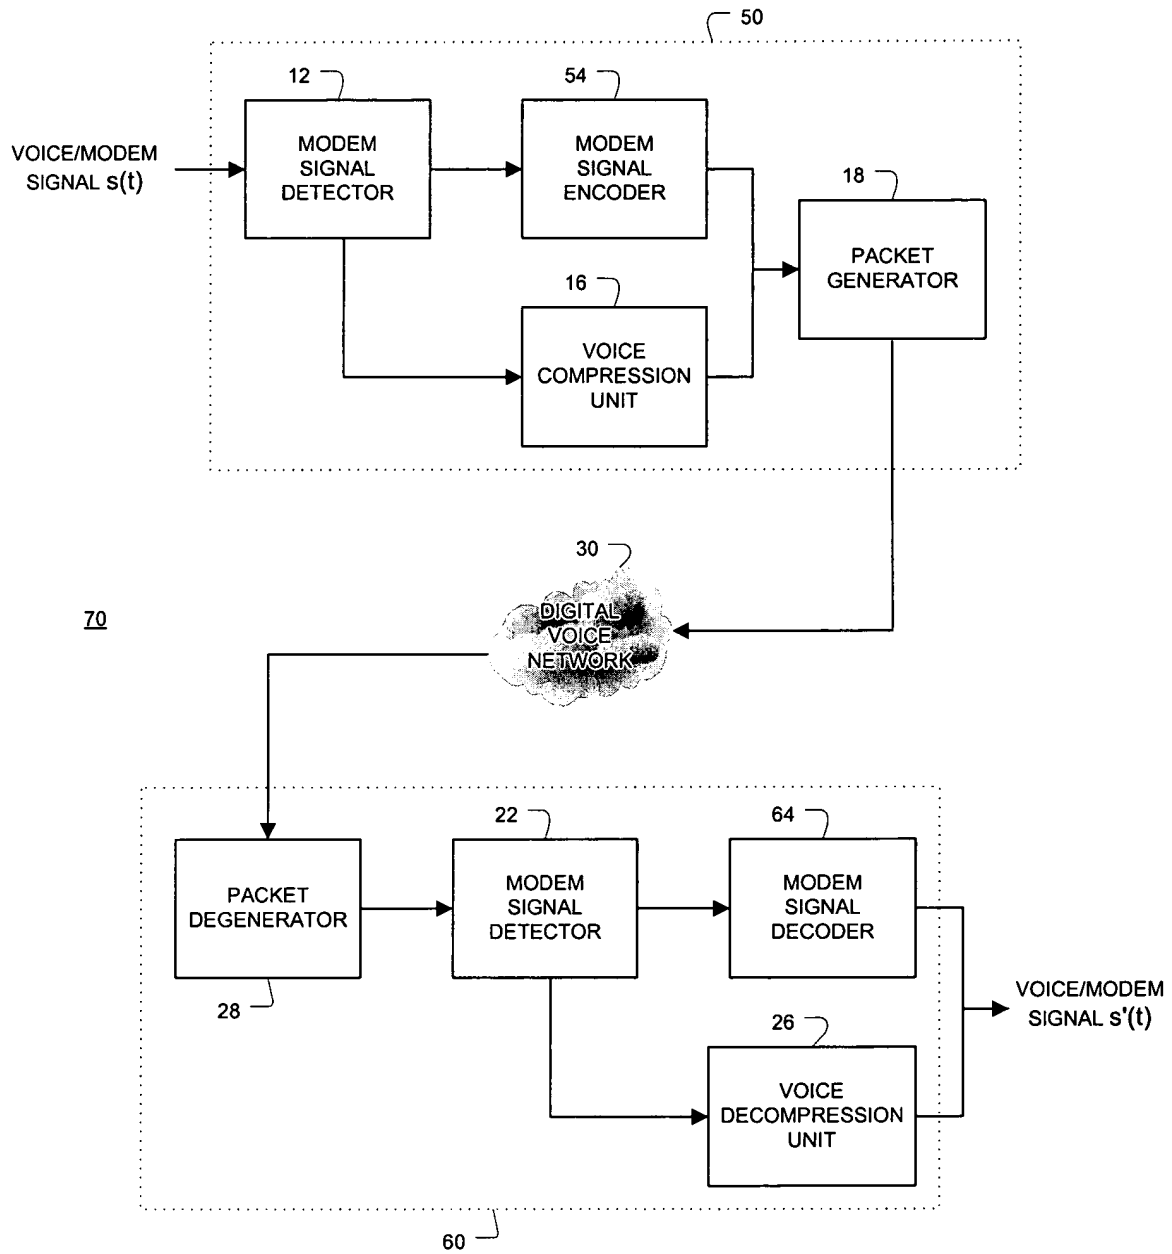 50
12
54
VOICE/MODEM
SIGNAL s(t)
MODEM
SIGNAL
DETECTOR
MODEM
SIGNAL
ENCODER
18
PACKET
GENERATOR
16
VOICE
COMPRESSION
UNIT
30
DIGITAL
VOICE
NETWORK
70
22
64
PACKET
DEGENERATOR
MODEM
SIGNAL
DETECTOR
MODEM
SIGNAL
DECODER
28
26
VOICE/MODEM
SIGNAL s'(t)
VOICE
DECOMPRESSION
UNIT
60